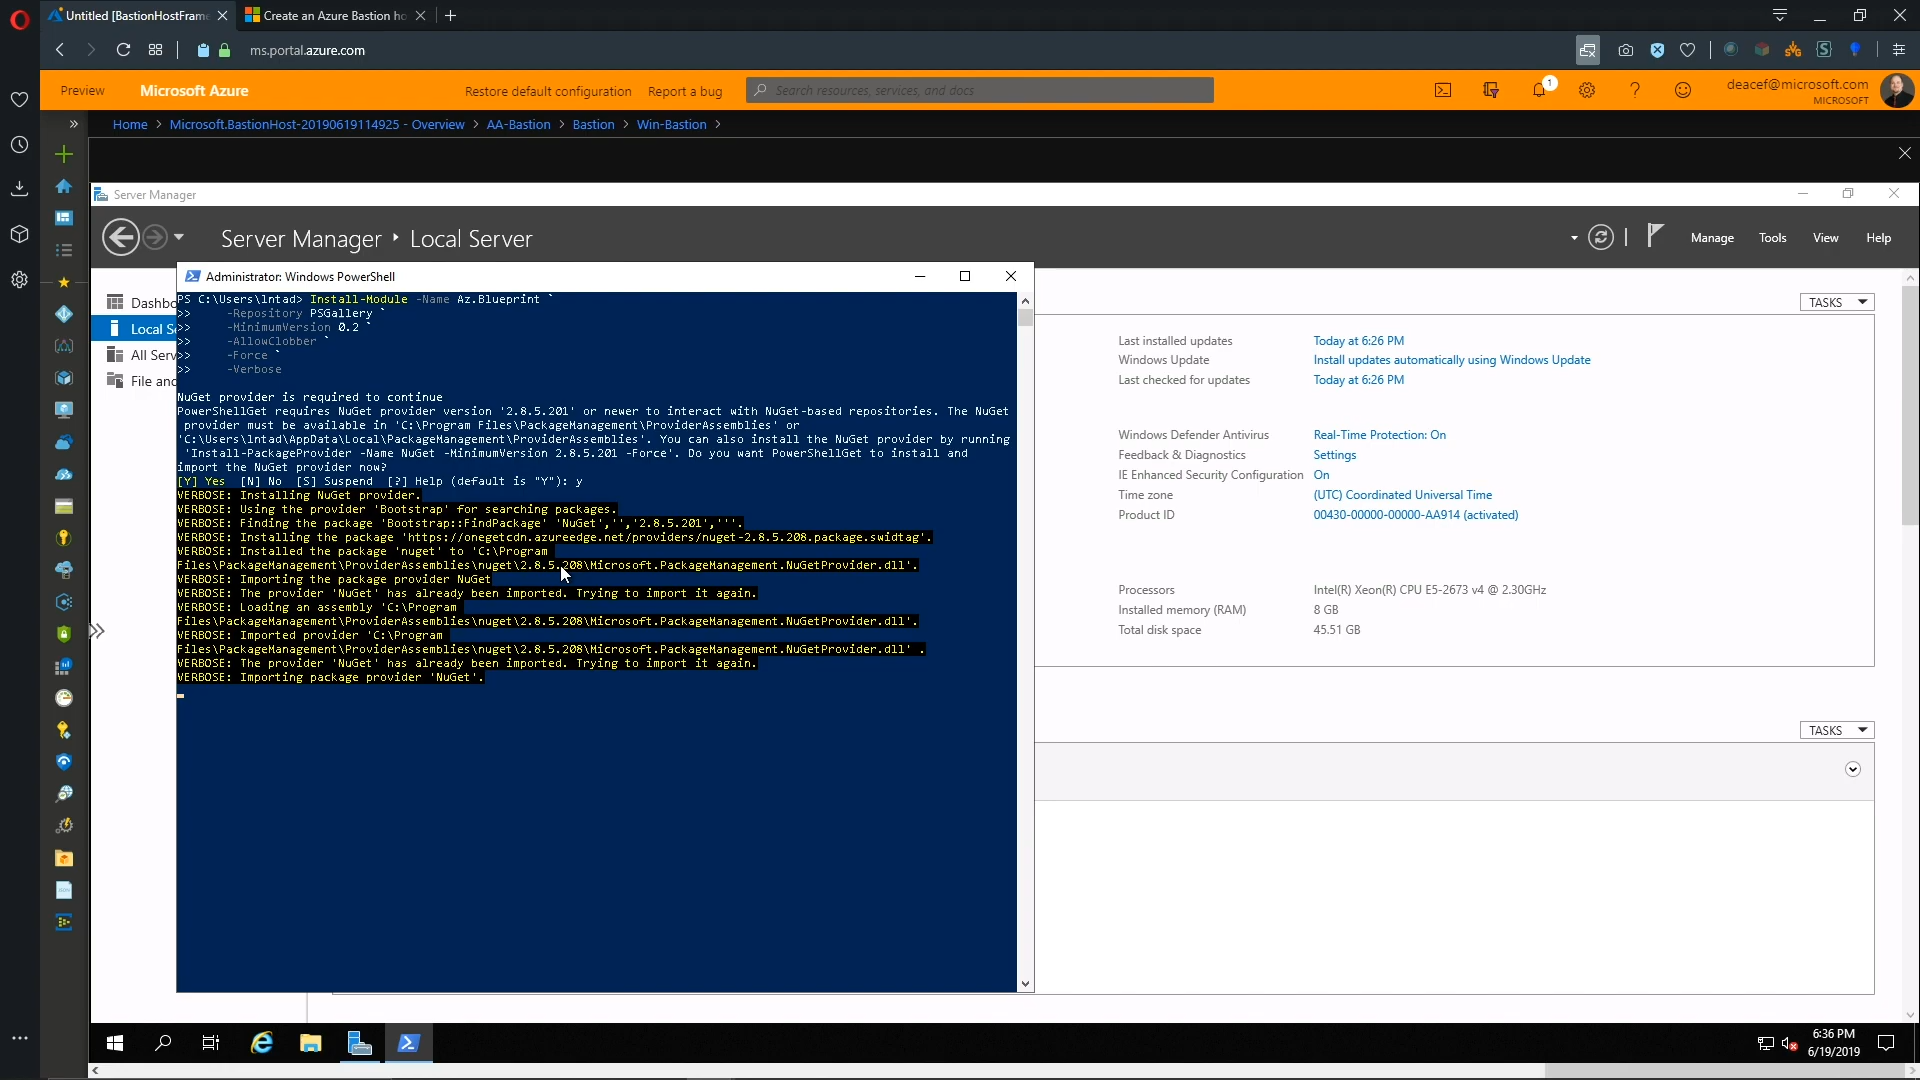 Untitled [BastionHostFrame
Create an Azure Bastion ho
ms.portal.azure.com
Preview
Microsoft Azure
Restore default configuration
Report a bug
Search resources, services, and docs
1
deacef@microsoft.com
MICROSOFT
Home > Microsoft.BastionHost-20190619114925 - Overview > AA-Bastion > Bastion > Win-Bastion >
Server Manager
Server Manager ‣ Local Server
Manage Tools View Help
Dashbo
Local Se
All Serv
File and
Administrator: Windows PowerShell
PS C:\Users\lntad> Install-Module -Name Az.Blueprint `
>> -Repository PSGallery `
>> -MinimumVersion 0.2 `
>> -AllowClobber `
>> -Force `
>> -Verbose
NuGet provider is required to continue
PowerShellGet requires NuGet provider version '2.8.5.201' or newer to interact with NuGet-based repositories. The NuGet
provider must be available in 'C:\Program Files\PackageManagement\ProviderAssemblies' or
'C:\Users\lntad\AppData\Local\PackageManagement\ProviderAssemblies'. You can also install the NuGet provider by running
'Install-PackageProvider -Name NuGet -MinimumVersion 2.8.5.201 -Force'. Do you want PowerShellGet to install and
import the NuGet provider now?
[Y] Yes [N] No [S] Suspend [?] Help (default is "Y"): y
VERBOSE: Installing NuGet provider.
VERBOSE: Using the provider 'Bootstrap' for searching packages.
VERBOSE: Finding the package 'Bootstrap::FindPackage' 'NuGet','','2.8.5.201','''.
VERBOSE: Installing the package 'https://onegetcdn.azureedge.net/providers/nuget-2.8.5.208.package.swidtag'.
VERBOSE: Installed the package 'nuget' to 'C:\Program
Files\PackageManagement\ProviderAssemblies\nuget\2.8.5.208\Microsoft.PackageManagement.NuGetProvider.dll'.
VERBOSE: Importing the package provider NuGet
VERBOSE: The provider 'NuGet' has already been imported. Trying to import it again.
VERBOSE: Loading an assembly 'C:\Program
Files\PackageManagement\ProviderAssemblies\nuget\2.8.5.208\Microsoft.PackageManagement.NuGetProvider.dll'.
VERBOSE: Imported provider 'C:\Program
Files\PackageManagement\ProviderAssemblies\nuget\2.8.5.208\Microsoft.PackageManagement.NuGetProvider.dll' .
VERBOSE: The provider 'NuGet' has already been imported. Trying to import it again.
VERBOSE: Importing package provider 'NuGet'.
TASKS
Last installed updates Today at 6:26 PM
Windows Update Install updates automatically using Windows Update
Last checked for updates Today at 6:26 PM
Windows Defender Antivirus Real-Time Protection: On
Feedback & Diagnostics Settings
IE Enhanced Security Configuration On
Time zone (UTC) Coordinated Universal Time
Product ID 00430-00000-00000-AA914 (activated)
Processors Intel(R) Xeon(R) CPU E5-2673 v4 @ 2.30GHz
Installed memory (RAM) 8 GB
Total disk space 45.51 GB
TASKS
6:36 PM
6/19/2019